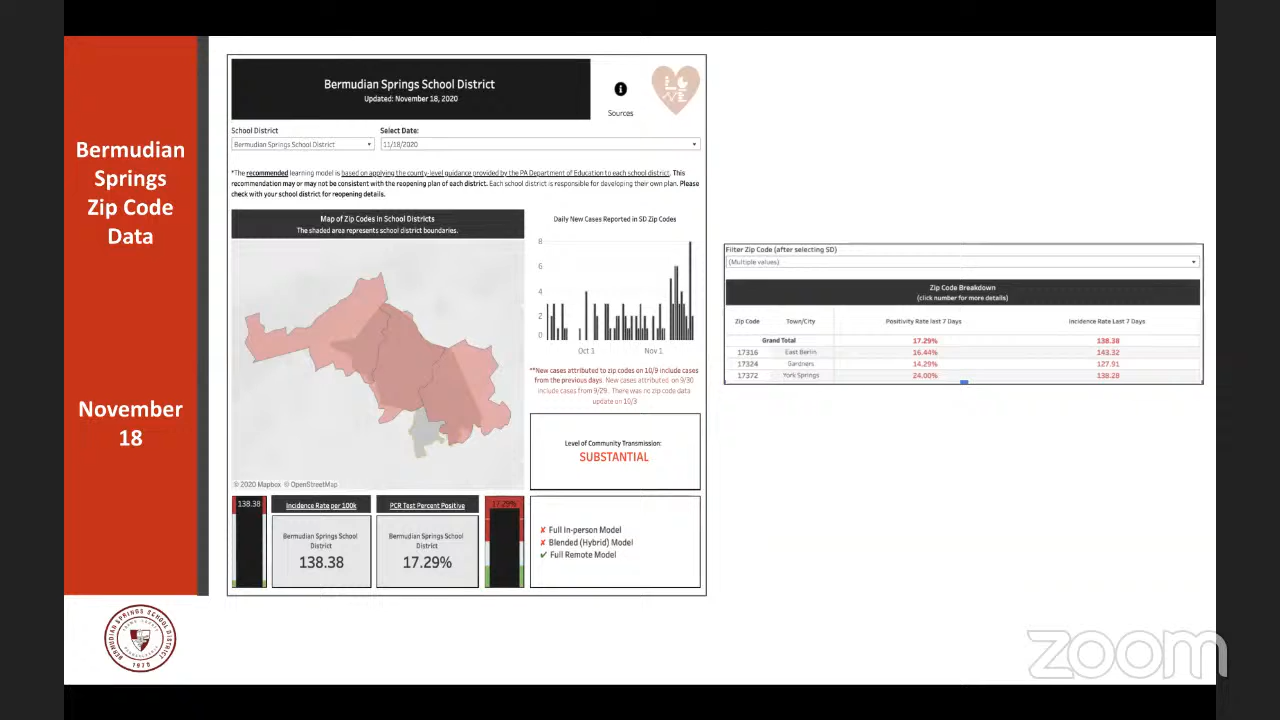 Bermudian
Springs
Zip Code
Data
November
18
Bermudian Springs School District
Updated: November 18, 2020
Sources
School District
Select Date:
Bermudian Springs School District
11/18/2020
*The recommended learning model is based on applying the county-level guidance provided by the PA Department of Education to each school district. This
recommendation may or may not be consistent with the reopening plan of each district. Each school district is responsible for developing their own plan. Please
check with your school district for reopening details.
Map of Zip Codes in School Districts
The shaded area represents school district boundaries.
© 2020 Mapbox © OpenStreetMap
Daily New Cases Reported in SD Zip Codes
8
6
4
2
0
Oct 1
Nov 1
**New cases attributed to zip codes on 10/9 include cases
from the previous days. New cases attributed on 9/30
include cases from 9/29. There was no zip code data
update on 10/3
Level of Community Transmission:
SUBSTANTIAL
138.38
Incidence Rate per 100k
Bermudian Springs School
District
138.38
PCR Test Percent Positive
Bermudian Springs School
District
17.29%
17.29%
✘ Full In-person Model
✘ Blended (Hybrid) Model
✔ Full Remote Model
Filter Zip Code (after selecting SD)
(Multiple values)
Zip Code Breakdown
(click number for more details)
Zip Code Town/City Positivity Rate last 7 Days Incidence Rate Last 7 Days
Grand Total 17.29% 138.38
17316 East Berlin 16.44% 143.32
17324 Gardners 14.29% 127.91
17372 York Springs 24.00% 138.28
BERMUDIAN SPRINGS SCHOOL DISTRICT
1970
zoom